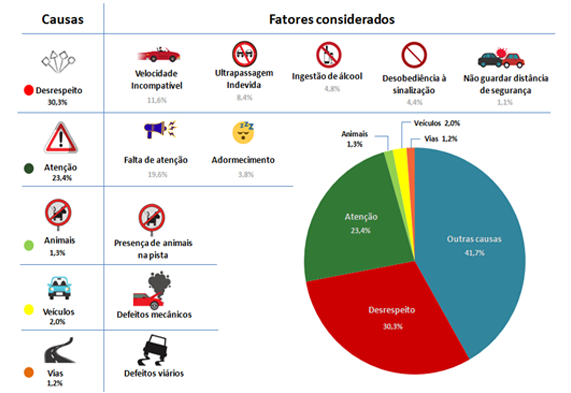 Causas
Fatores considerados
Desrespeito
30,3%
Velocidade
Incompatível
11,6%
Ultrapassagem
Indevida
8,4%
Ingestão de álcool
4,8%
Desobediência à
sinalização
4,4%
Não guardar distância
de segurança
1,1%
Atenção
23,4%
Falta de atenção
19,6%
Adormecimento
3,8%
Animais
1,3%
Presença de animais
na pista
Veículos
2,0%
Defeitos mecânicos
Vias
1,2%
Defeitos viários
Animais
1,3%
Veículos 2,0%
Vias 1,2%
Atenção
23,4%
Outras causas
41,7%
Desrespeito
30,3%